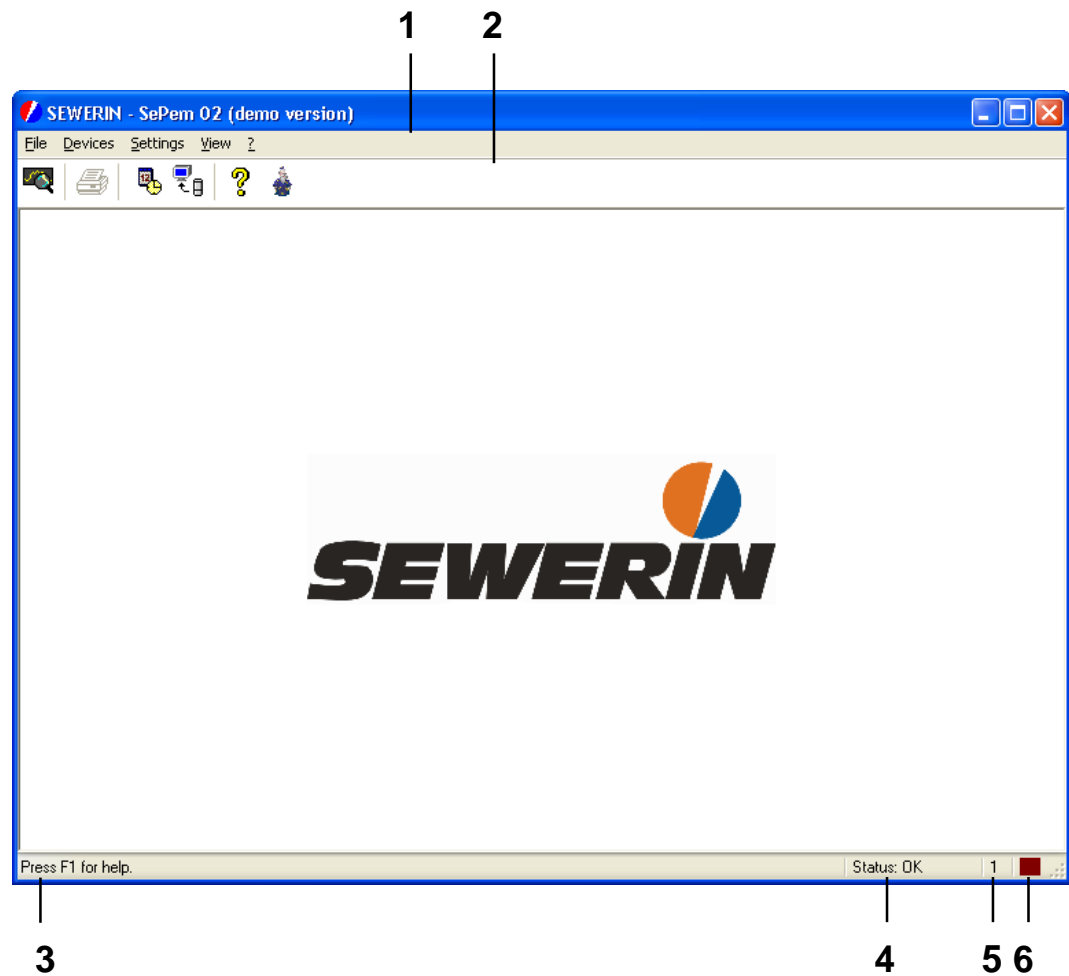 1 2
SEWERIN - SePem 02 (demo version)
File Devices Settings View ?
12
SEWERIN
Press F1 for help. Status: OK 1
3 4 5 6